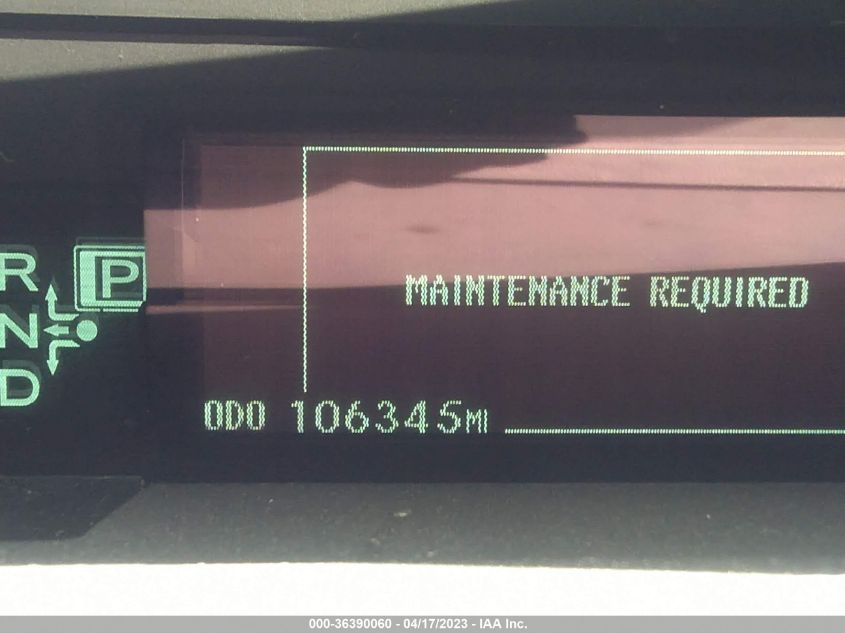 R
P
N
D
MAINTENANCE REQUIRED
ODO 106345MI
000-36390060 - 04/17/2023 - IAA Inc.